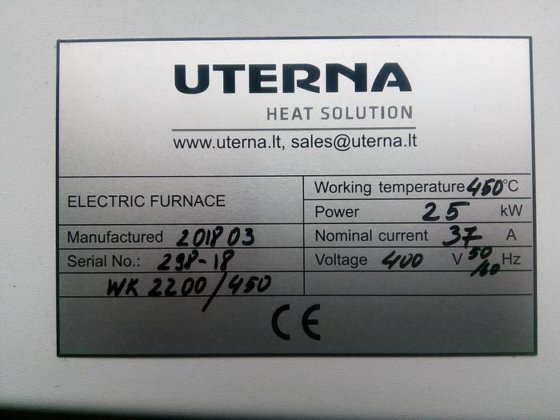 UTERNA
HEAT SOLUTION
www.uterna.lt, sales@uterna.lt
ELECTRIC FURNACE
Manufactured 2018 03
Serial No.: 298-18
WK 2200/450
Working temperature 450°C
Power 25 kW
Nominal current 37 A
Voltage 400 V 50/60 Hz
CE